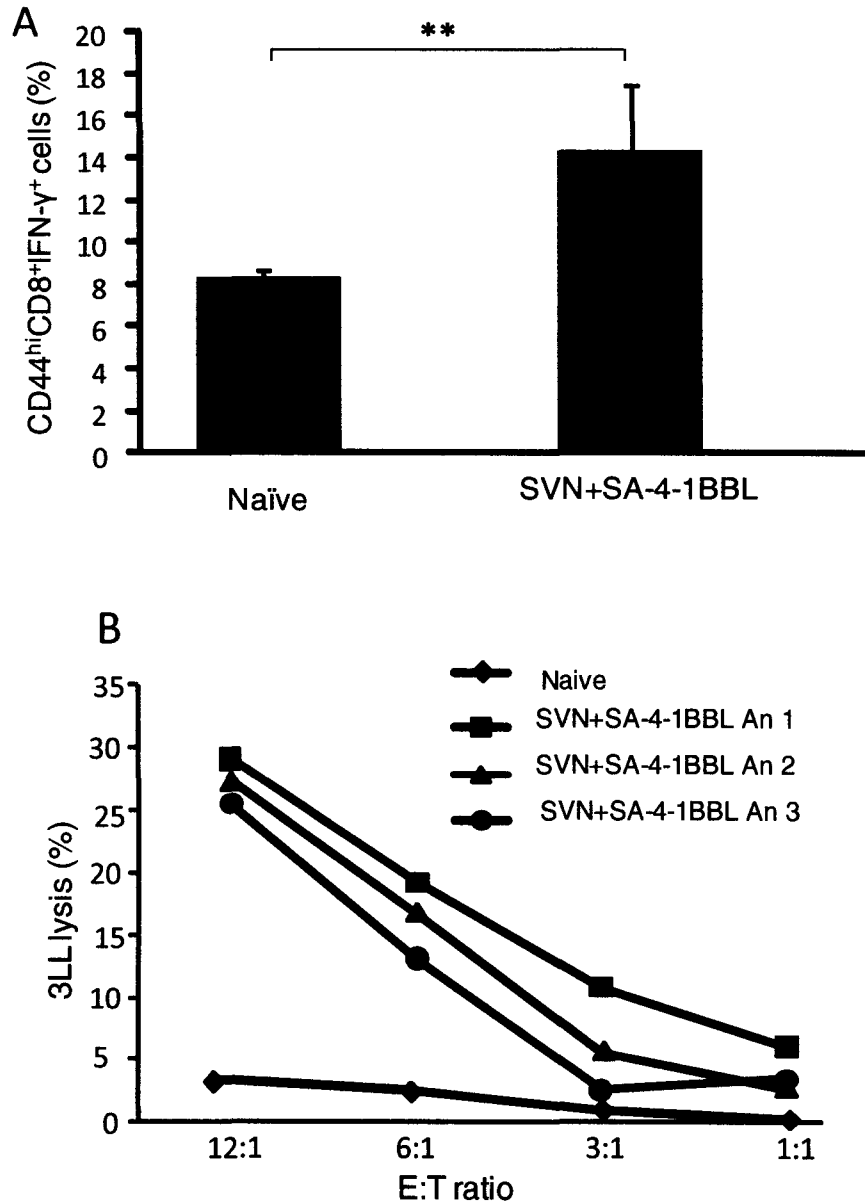 A
20
18
16
14
12
10
8
6
4
2
0
CD44hiCD8+IFN-γ+ cells (%)
**
Naïve
SVN+SA-4-1BBL
B
35
30
25
20
15
10
5
0
3LL lysis (%)
Naive
SVN+SA-4-1BBL An 1
SVN+SA-4-1BBL An 2
SVN+SA-4-1BBL An 3
12:1
6:1
3:1
1:1
E:T ratio